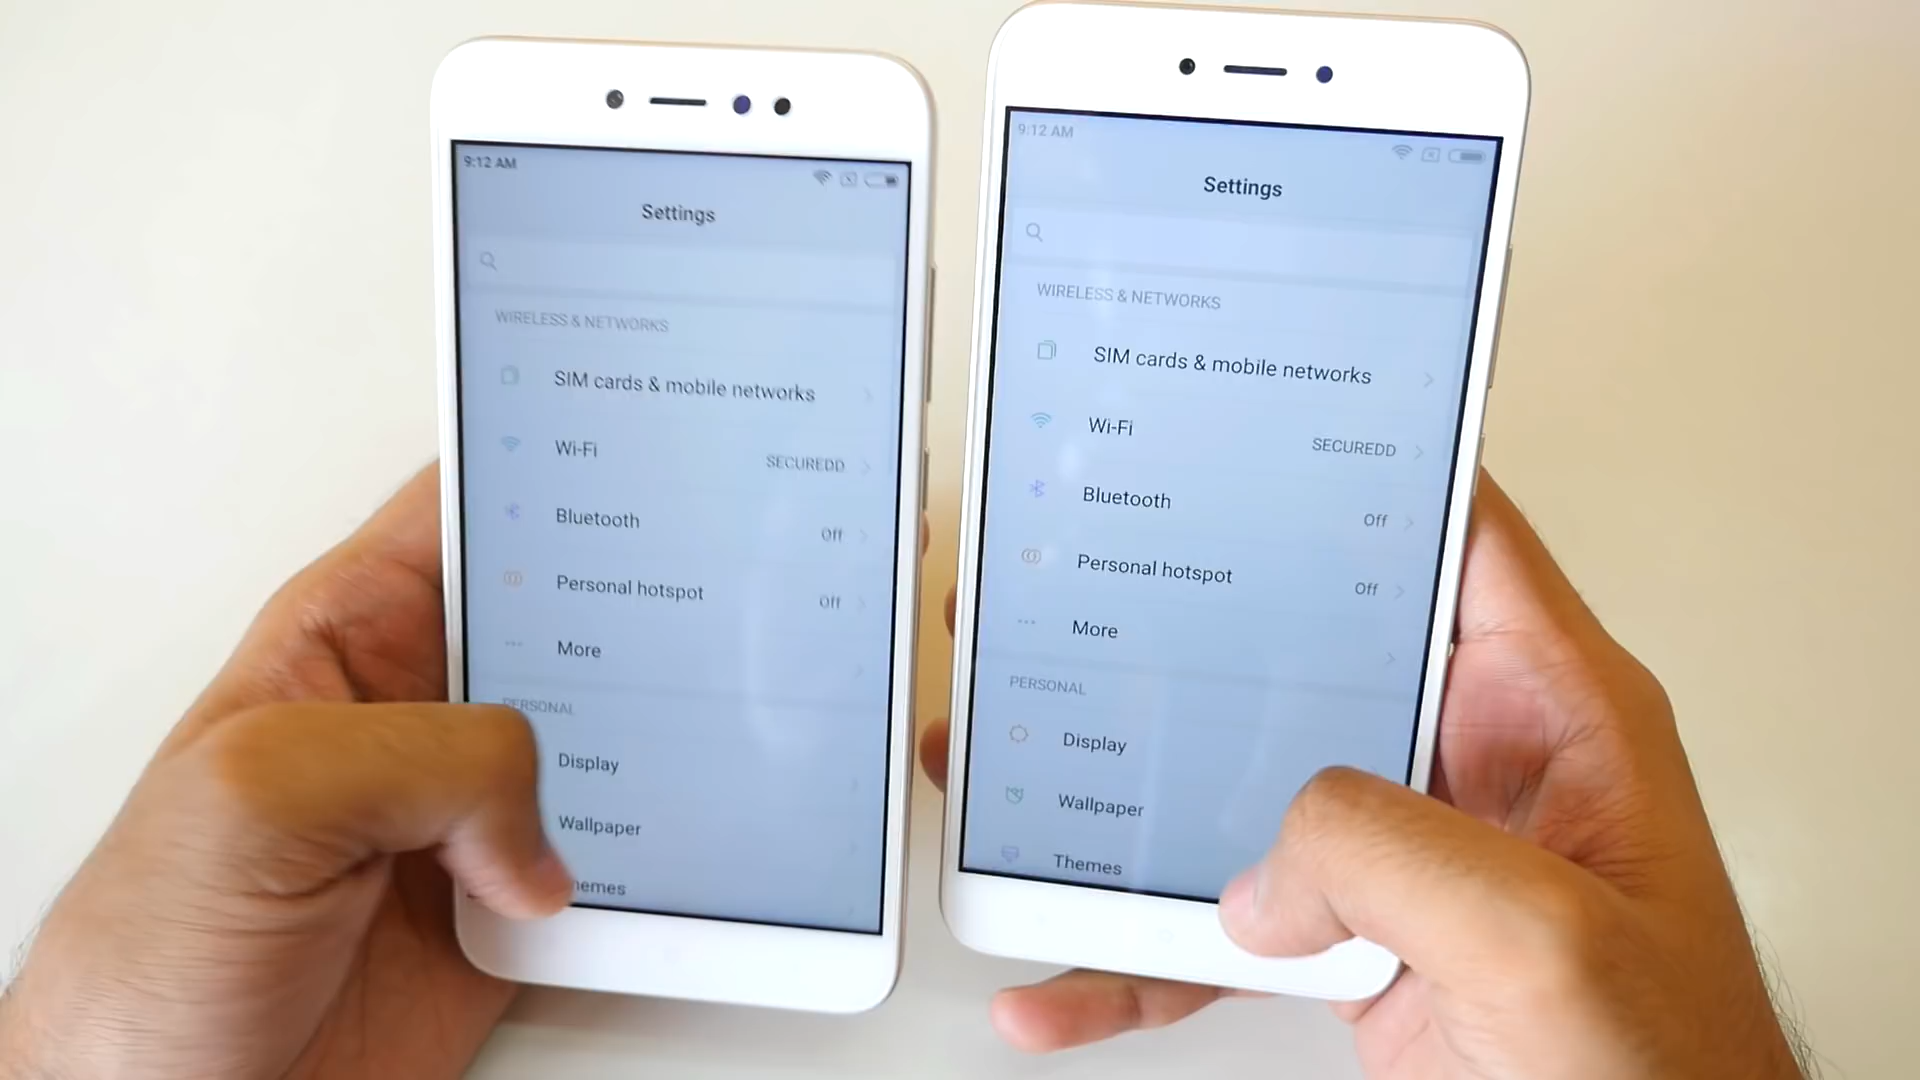 9:12 AM
Settings
WIRELESS & NETWORKS
SIM cards & mobile networks
Wi-Fi SECUREDD
Bluetooth Off
Personal hotspot Off
More
PERSONAL
Display
Wallpaper
hemes
9:12 AM
Settings
WIRELESS & NETWORKS
SIM cards & mobile networks
Wi-Fi SECUREDD
Bluetooth Off
Personal hotspot Off
More
PERSONAL
Display
Wallpaper
Themes